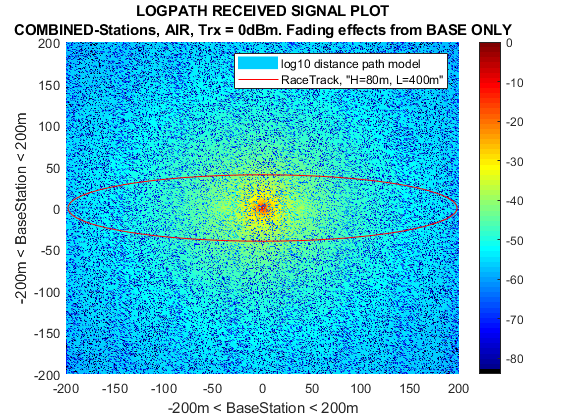 LOGPATH RECEIVED SIGNAL PLOT
COMBINED-Stations, AIR, Trx = 0dBm. Fading effects from BASE ONLY
log10 distance path model
RaceTrack, "H=80m, L=400m"
200
150
100
50
0
-50
-100
-150
-200
-200m < BaseStation < 200m
-200 -150 -100 -50 0 50 100 150 200
-200m < BaseStation < 200m
0
-10
-20
-30
-40
-50
-60
-70
-80